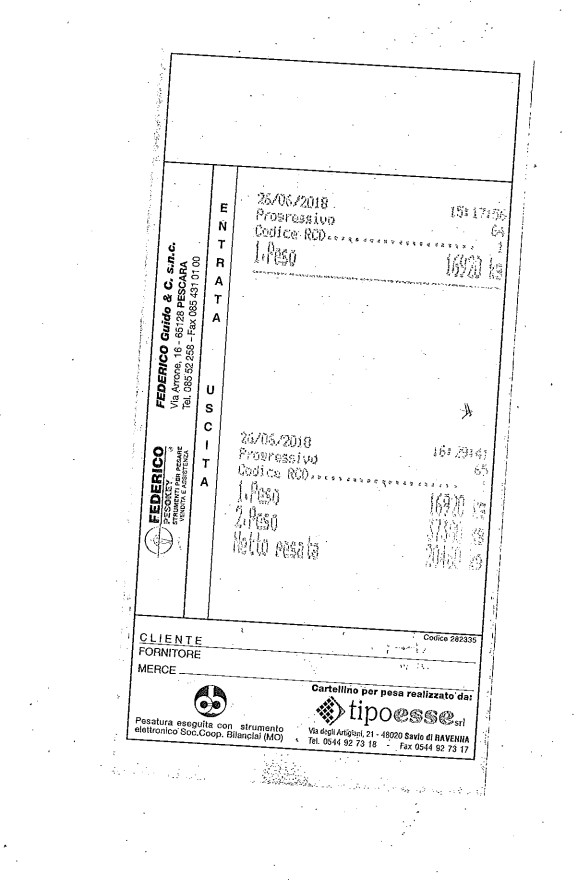 26/06/2018 15:17:56
Progressivo 64
Codice RCD........................ 1
1.Peso 16920 kg
ENTRATA USCITA
FEDERICO Guido & C. s.n.c.
Via Arrone, 16 - 65128 PESCARA
Tel. 085 52 258 - Fax 085 431 01 00
FEDERICO
PESOKEY
STRUMENTI PER PESARE
VENDITA E ASSISTENZA
26/06/2018 16:29:41
Progressivo 65
Codice RCD........................
1.Peso 16920 kg
2.Peso 37380 kg
Netto pesata 20460 kg
CLIENTE Codice 282335
FORNITORE
MERCE
Pesatura eseguita con strumento
elettronico Soc.Coop. Bilanciai (MO)
Cartellino per pesa realizzato da:
tipoesse srl
Via degli Artigiani, 21 - 48020 Savio di RAVENNA
Tel. 0544 92 73 18 - Fax 0544 92 73 17